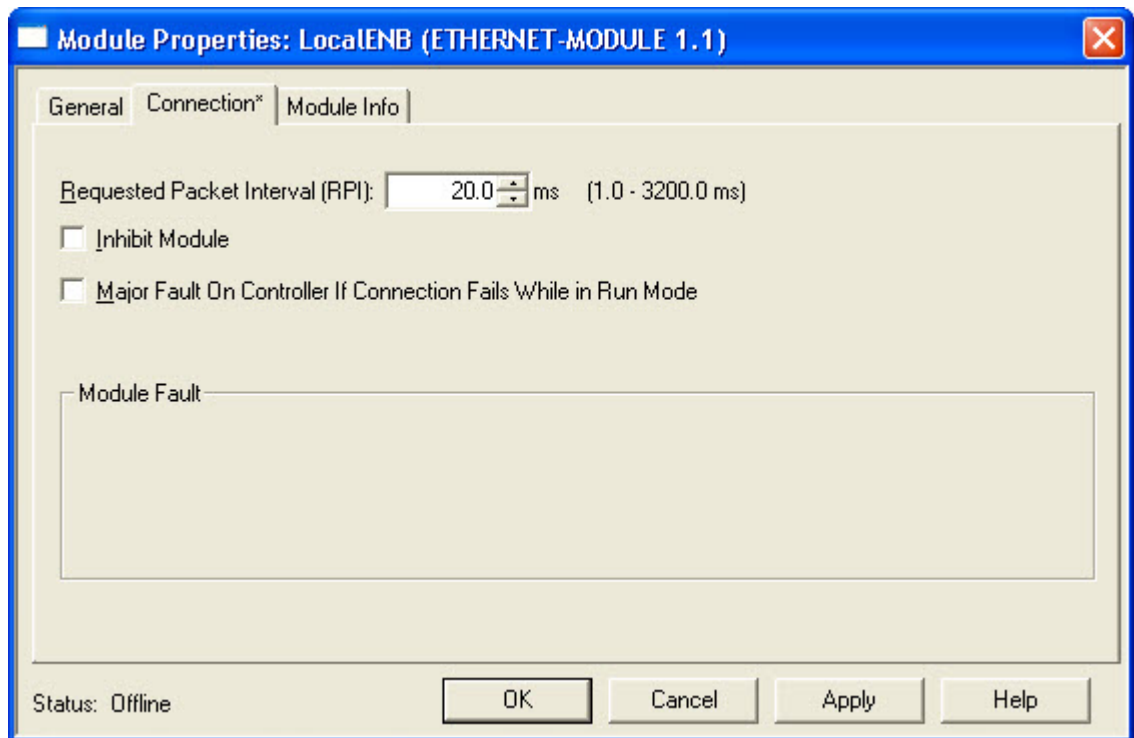 Module Properties: LocalENB (ETHERNET-MODULE 1.1)
General Connection* Module Info
Requested Packet Interval (RPI): 20.0 ms (1.0 - 3200.0 ms)
Inhibit Module
Major Fault On Controller If Connection Fails While in Run Mode
Module Fault
Status: Offline OK Cancel Apply Help